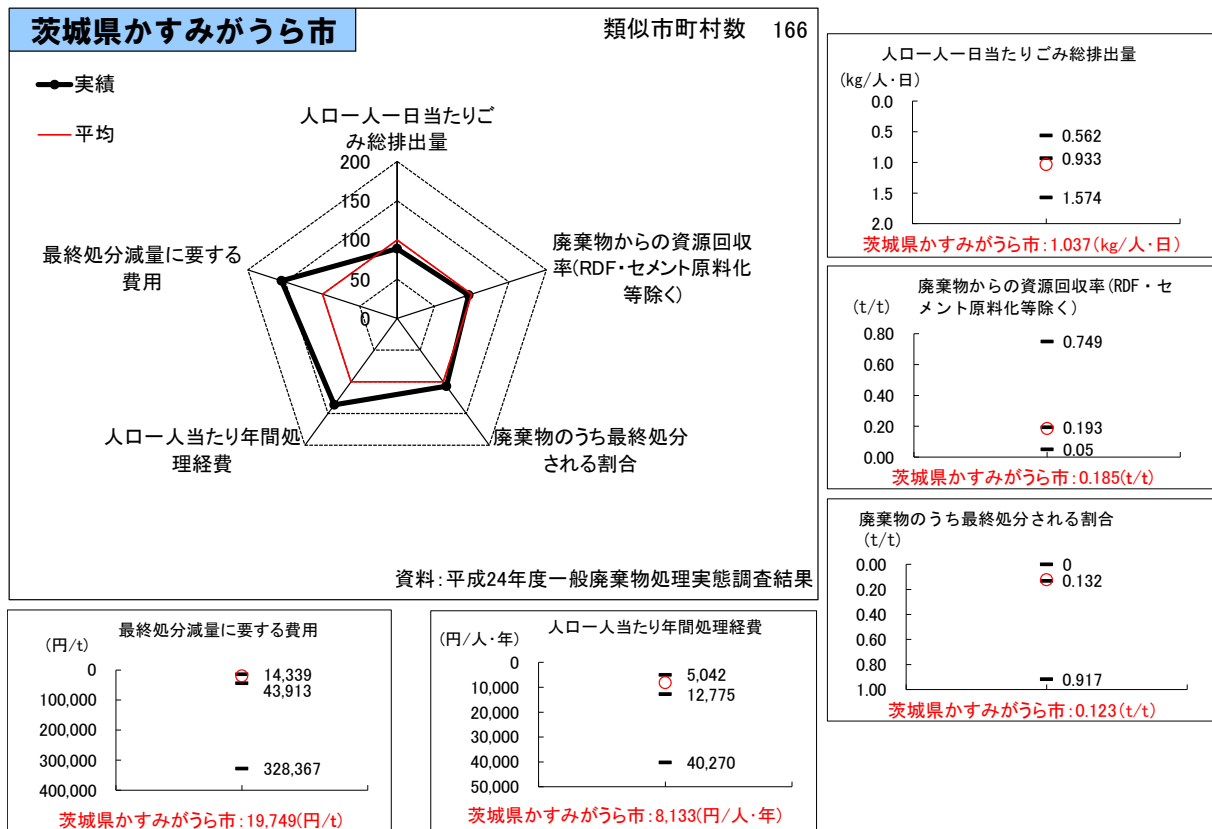 茨城県かすみがうら市
類似市町村数 166
実績
平均
人口一人一日当たりご
み総排出量
200
150
100
50
0
廃棄物からの資源回収
率(RDF・セメント原料化
等除く)
廃棄物のうち最終処分
される割合
人口一人当たり年間処
理経費
最終処分減量に要する
費用
資料:平成24年度一般廃棄物処理実態調査結果
人口一人一日当たりごみ総排出量
(kg/人・日)
0.0
0.5
1.0
1.5
2.0
0.562
0.933
1.574
茨城県かすみがうら市:1.037(kg/人・日)
廃棄物からの資源回収率(RDF・セ
メント原料化等除く)
(t/t)
0.80
0.60
0.40
0.20
0.00
0.749
0.193
0.05
茨城県かすみがうら市:0.185(t/t)
廃棄物のうち最終処分される割合
(t/t)
0.00
0.20
0.40
0.60
0.80
1.00
0
0.132
0.917
茨城県かすみがうら市:0.123(t/t)
最終処分減量に要する費用
(円/t)
0
100,000
200,000
300,000
400,000
14,339
43,913
328,367
茨城県かすみがうら市:19,749(円/t)
人口一人当たり年間処理経費
(円/人・年)
0
10,000
20,000
30,000
40,000
50,000
5,042
12,775
40,270
茨城県かすみがうら市:8,133(円/人・年)